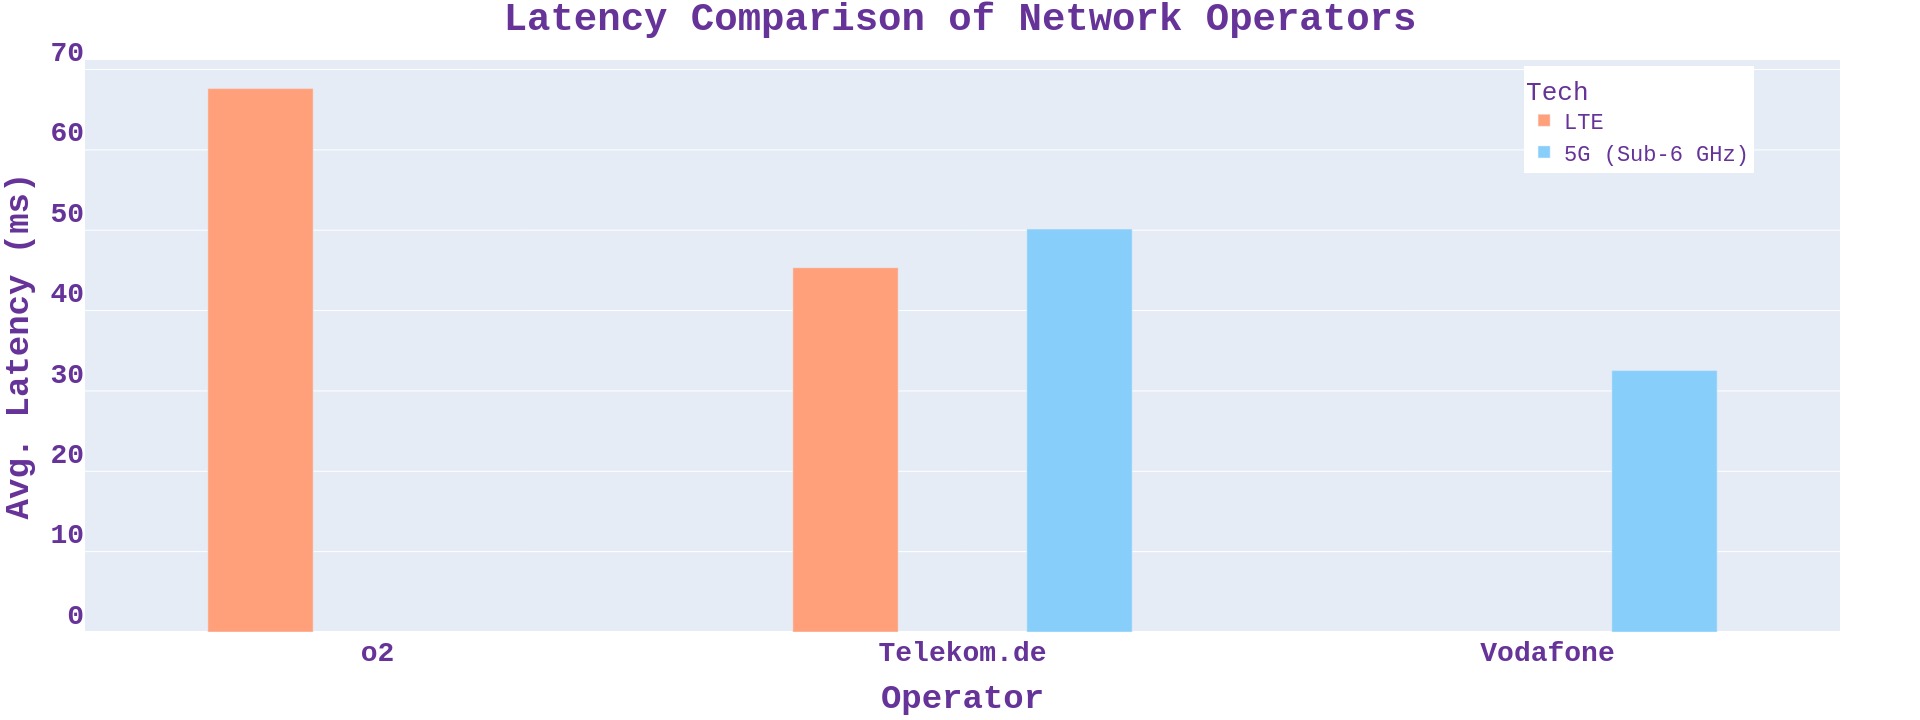 Latency Comparison of Network Operators
70
60
50
40
30
20
10
0
Avg. Latency (ms)
Tech
LTE
5G (Sub-6 GHz)
o2 Telekom.de Vodafone
Operator